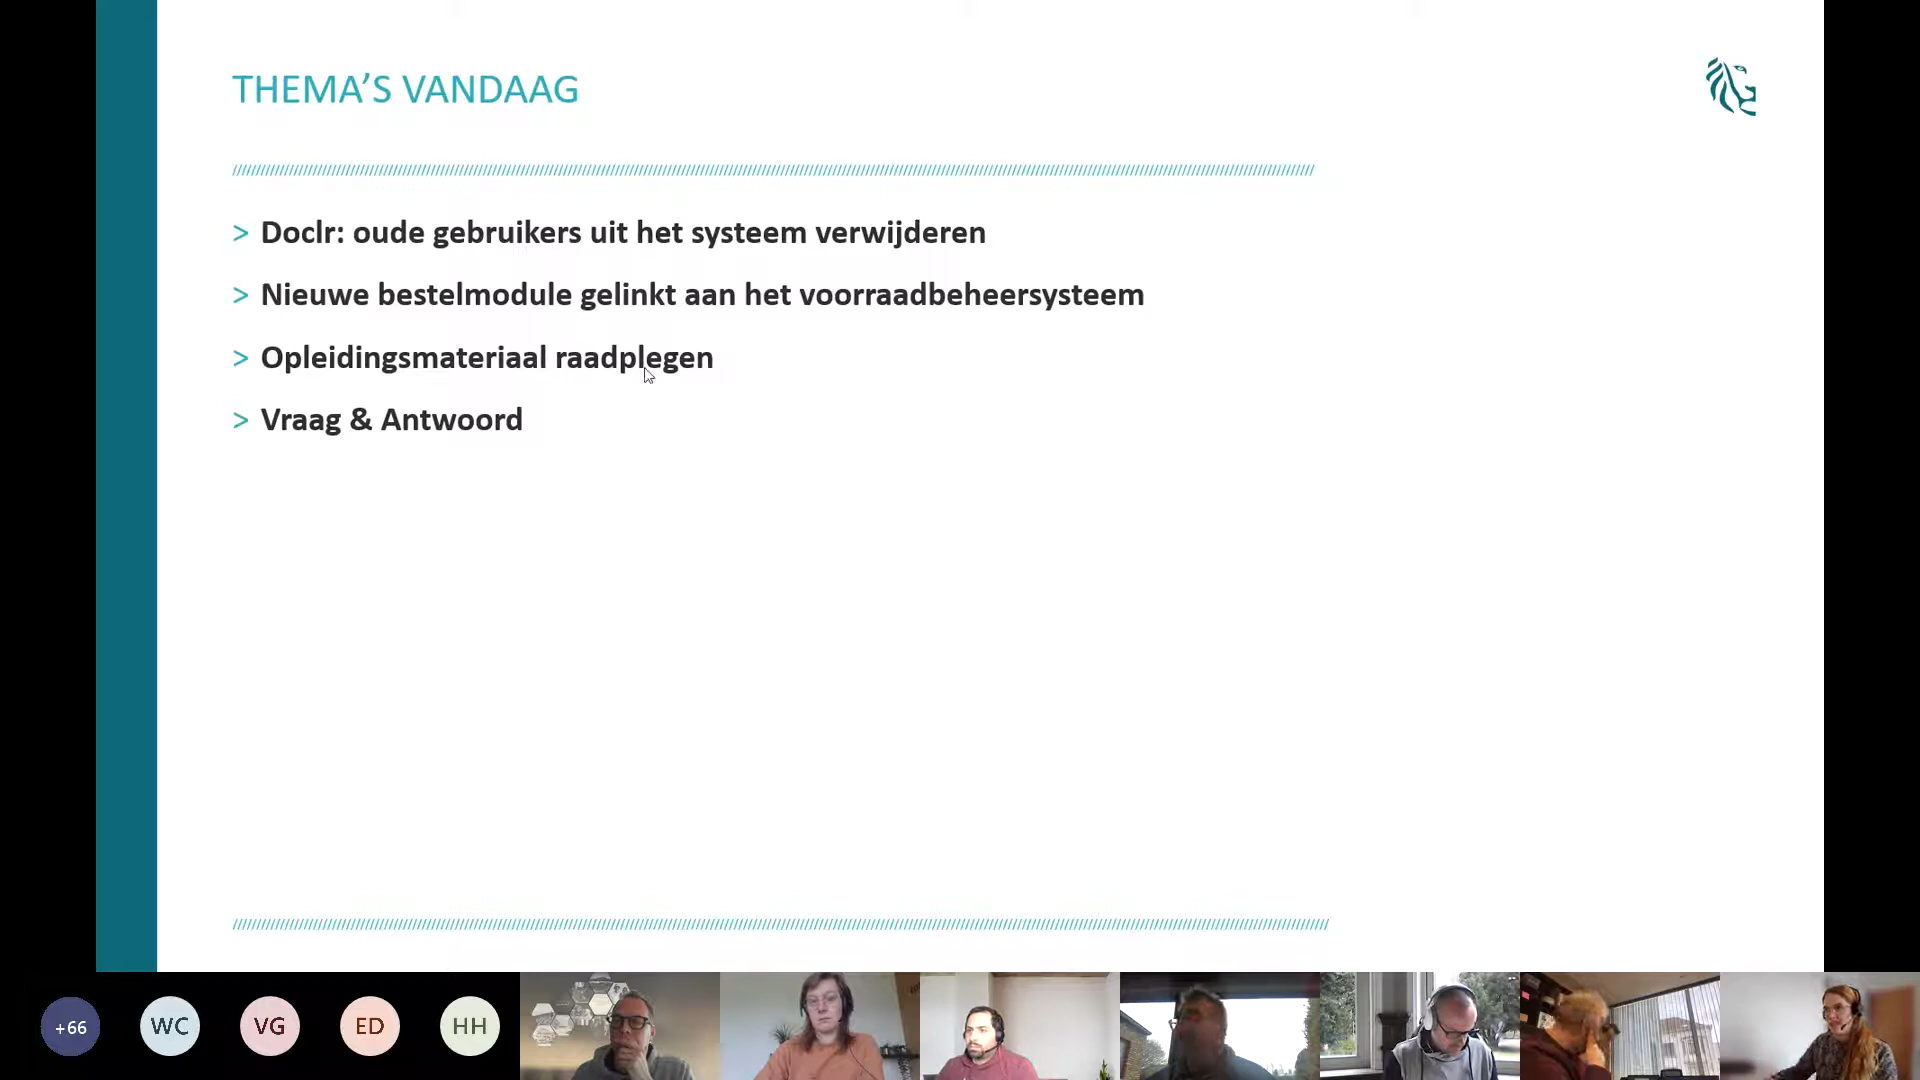 THEMA’S VANDAAG
> Doclr: oude gebruikers uit het systeem verwijderen
> Nieuwe bestelmodule gelinkt aan het voorraadbeheersysteem
> Opleidingsmateriaal raadplegen
> Vraag & Antwoord
+66 WC VG ED HH